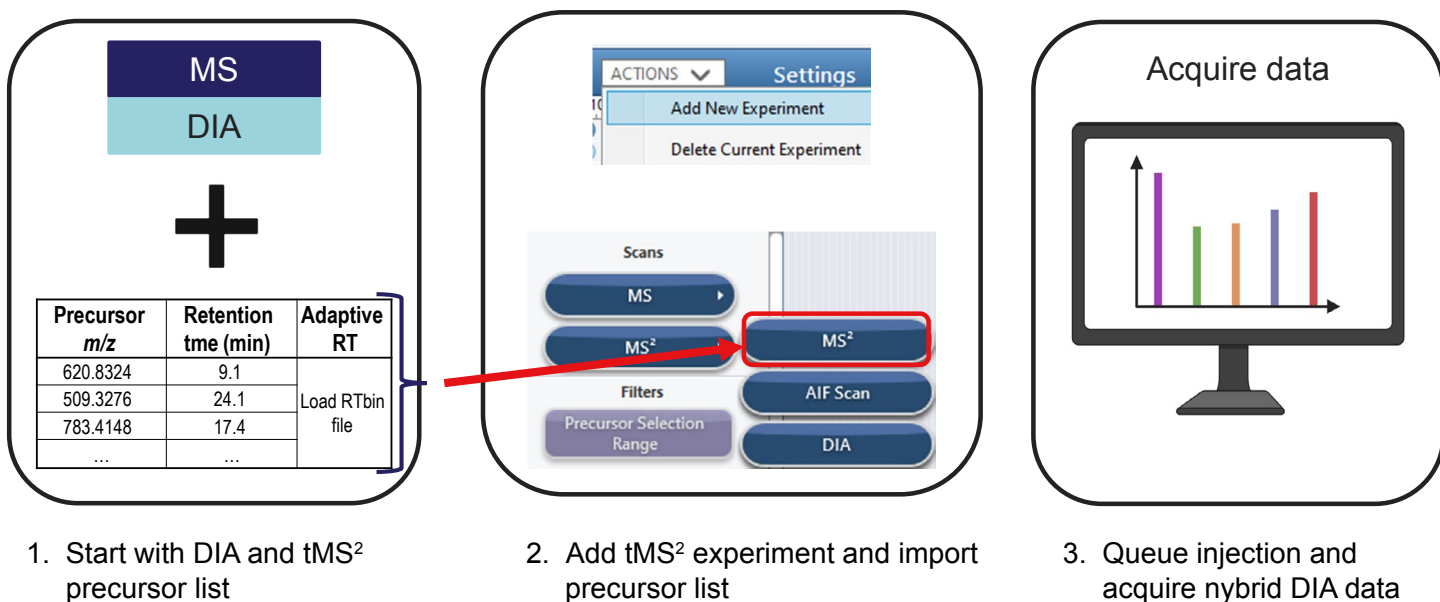 MS
DIA
Precursor m/z
Retention tme (min)
Adaptive RT
620.8324 9.1
509.3276 24.1
783.4148 17.4
... ...
Load RTbin file
1. Start with DIA and tMS²
precursor list
ACTIONS Settings
Add New Experiment
Delete Current Experiment
Scans
MS
MS²
MS²
Filters
AIF Scan
Precursor Selection
Range
DIA
2. Add tMS² experiment and import
precursor list
Acquire data
3. Queue injection and
acquire nybrid DIA data